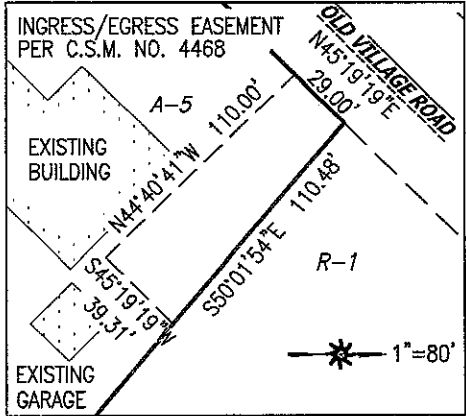 INGRESS/EGRESS EASEMENT
PER C.S.M. NO. 4468
OLD VILLAGE ROAD
N45°19'19"E
29.00'
A-5
N44°40'41"W 110.00'
EXISTING
BUILDING
S50°01'54"E 110.48'
R-1
S45°19'19"W
39.31'
1"=80'
EXISTING
GARAGE